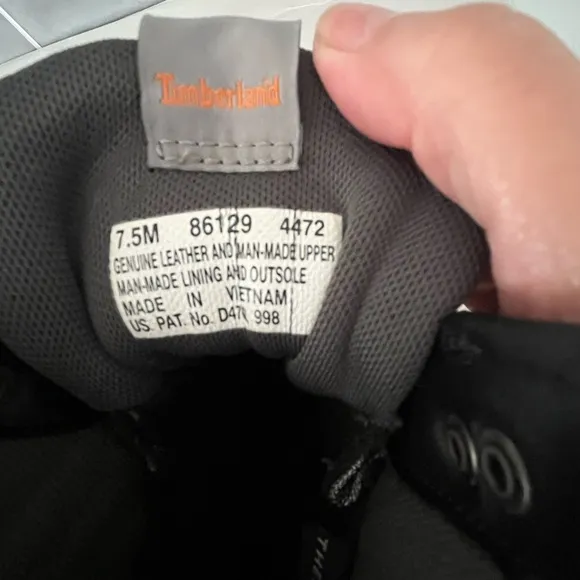 Timberland
7.5M 86129 4472
GENUINE LEATHER AND MAN-MADE UPPER
MAN-MADE LINING AND OUTSOLE
MADE IN VIETNAM
US. PAT. No. 998
THE